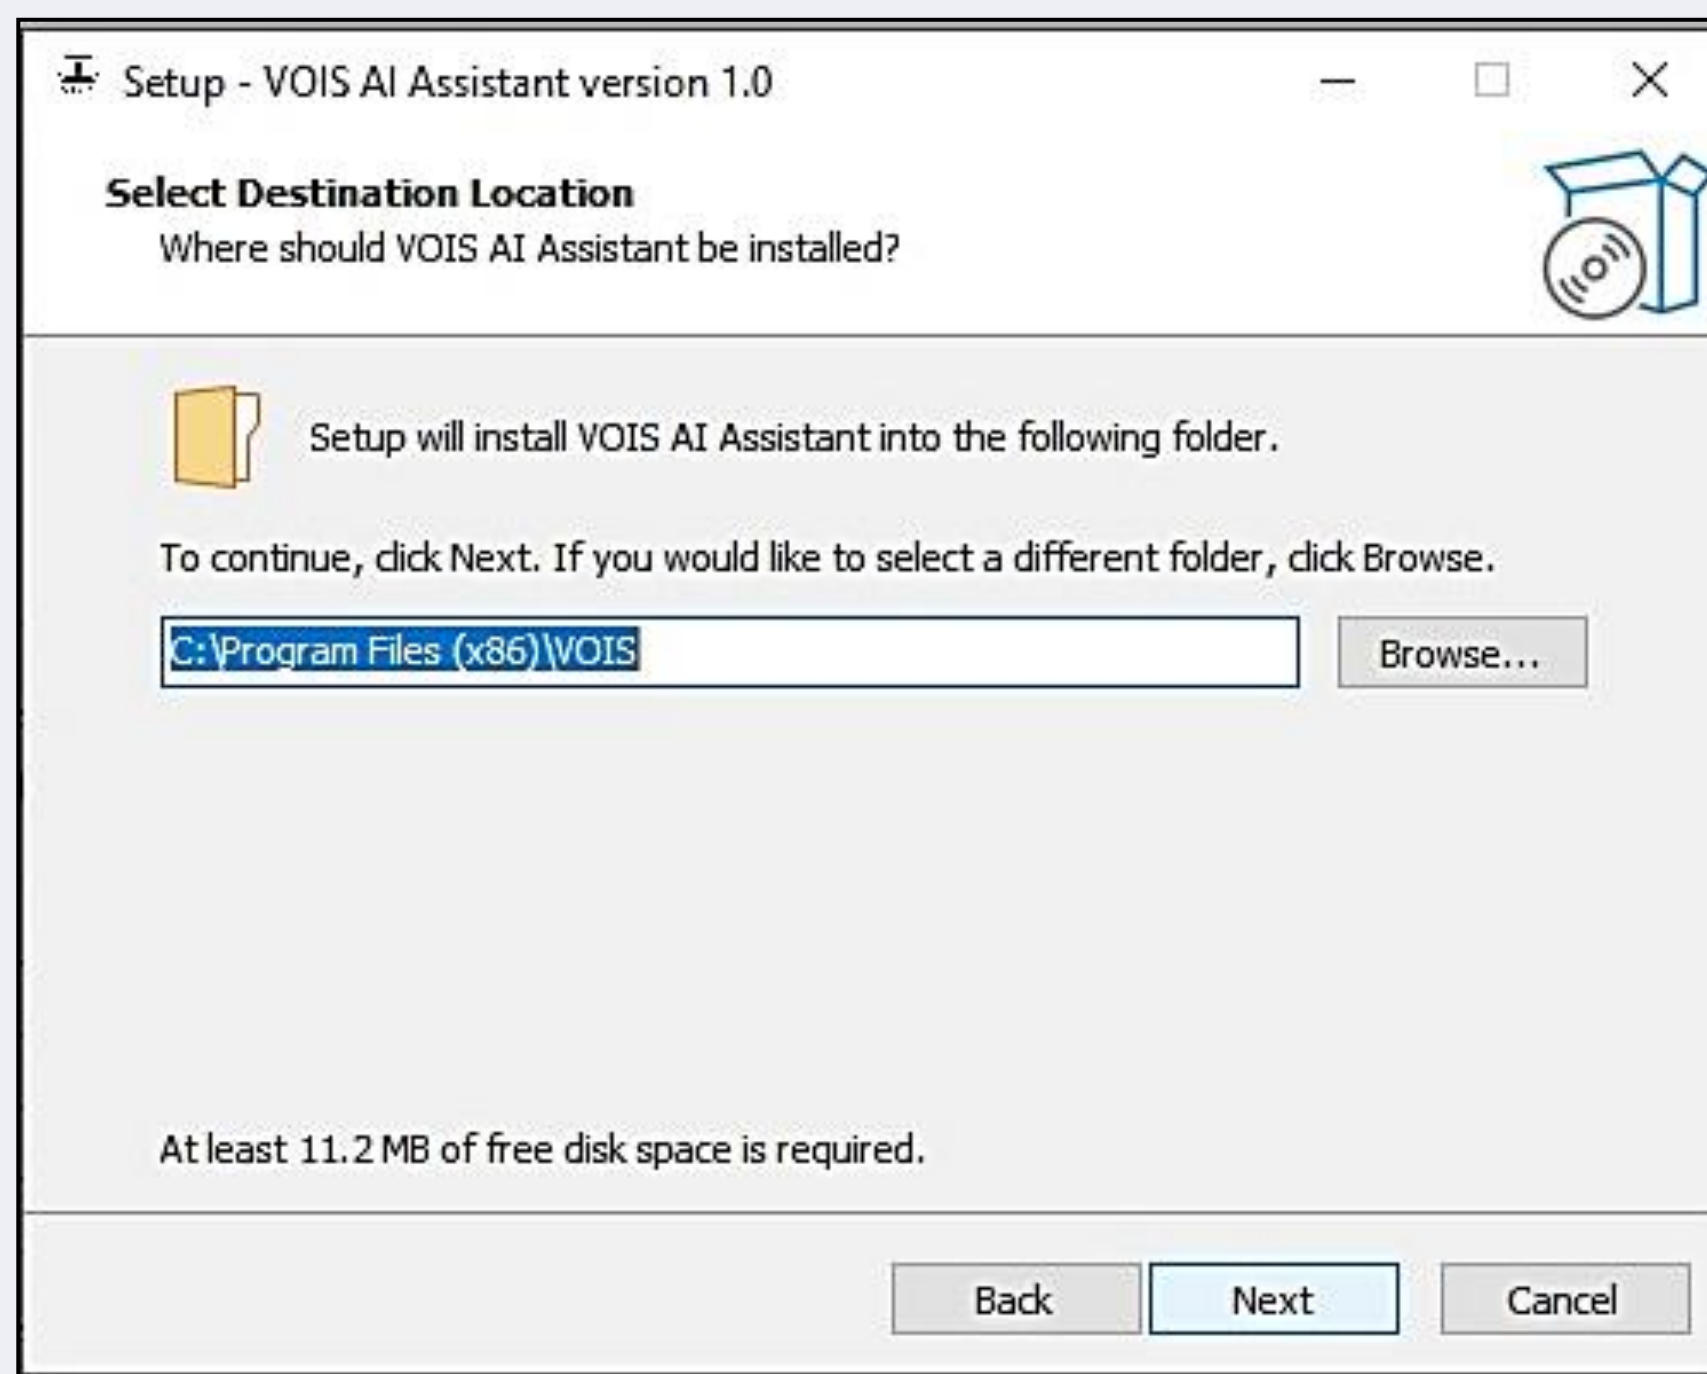 Setup - VOIS AI Assistant version 1.0
Select Destination Location
Where should VOIS AI Assistant be installed?
Setup will install VOIS AI Assistant into the following folder.
To continue, click Next. If you would like to select a different folder, click Browse.
C:\Program Files (x86)\VOIS
Browse...
At least 11.2 MB of free disk space is required.
Back
Next
Cancel